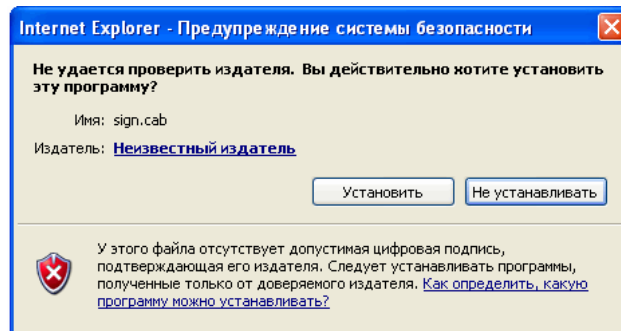 Internet Explorer - Предупреждение системы безопасности
Не удается проверить издателя. Вы действительно хотите установить
эту программу?
Имя: sign.cab
Издатель: Неизвестный издатель
Установить Не устанавливать
У этого файла отсутствует допустимая цифровая подпись,
подтверждающая его издателя. Следует устанавливать программы,
полученные только от доверяемого издателя. Как определить, какую
программу можно устанавливать?